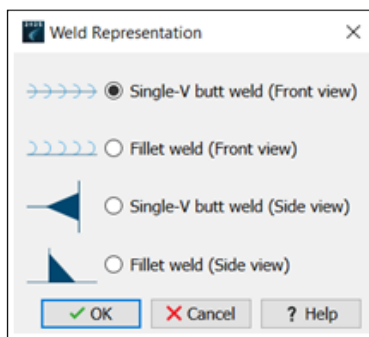 Weld Representation
Single-V butt weld (Front view)
Fillet weld (Front view)
Single-V butt weld (Side view)
Fillet weld (Side view)
OK Cancel ? Help